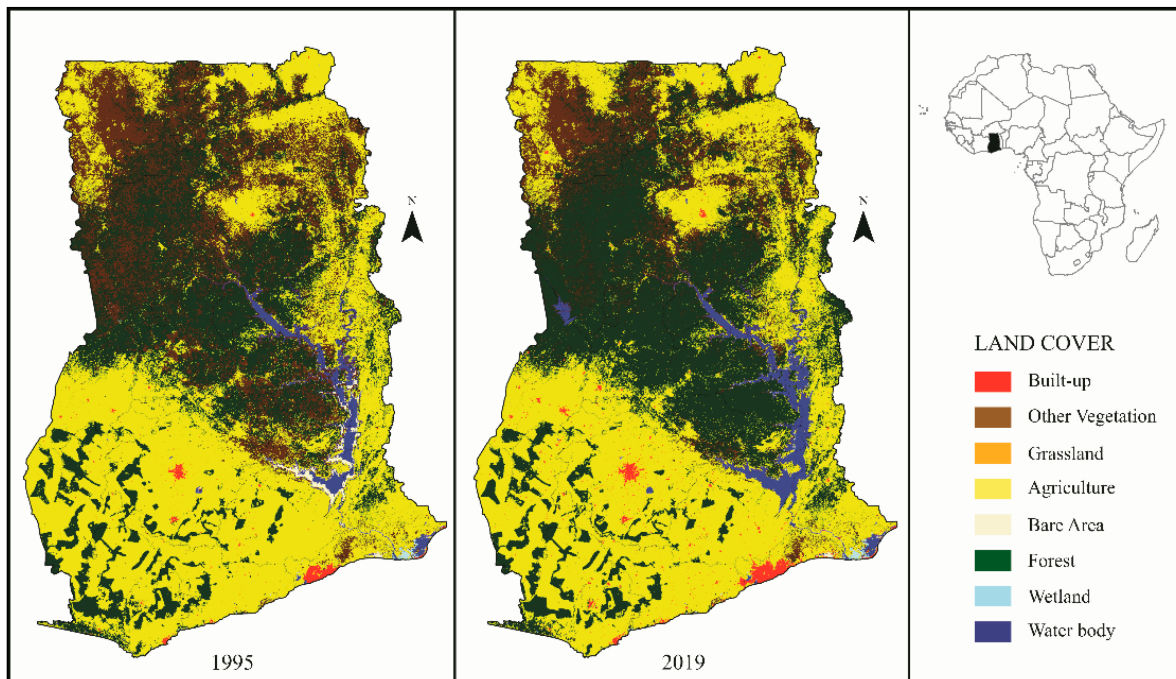 N
N
1995
2019
LAND COVER
Built-up
Other Vegetation
Grassland
Agriculture
Bare Area
Forest
Wetland
Water body